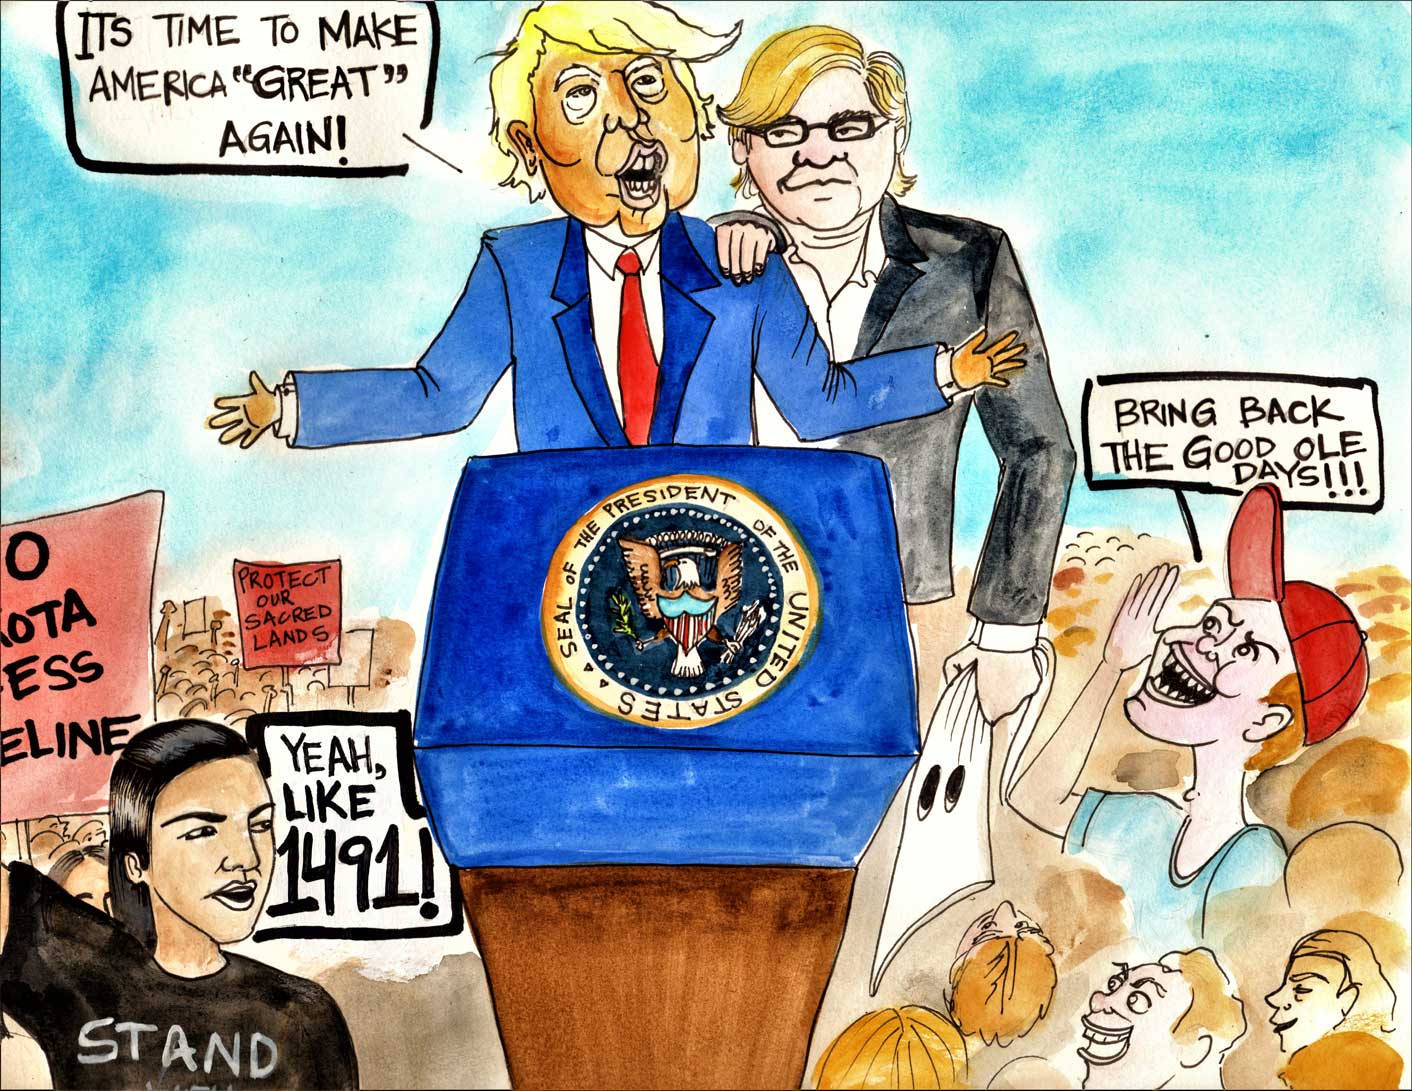 ITS TIME TO MAKE
AMERICA "GREAT"
AGAIN!
BRING BACK
THE GOOD OLE
DAYS!!!
SEAL OF THE PRESIDENT OF THE UNITED STATES
O
KOTA
ESS
ELINE
PROTECT
OUR
SACRED
LANDS
YEAH,
LIKE
1491!
STAND